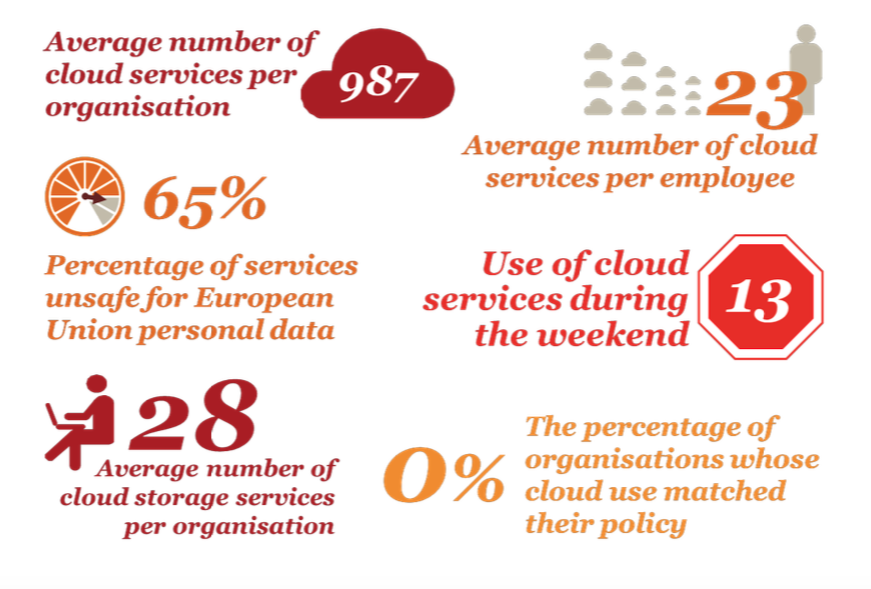 Average number of
cloud services per
organisation
987
23
Average number of cloud
services per employee
65%
Percentage of services
unsafe for European
Union personal data
Use of cloud
services during
the weekend
13
28
Average number of
cloud storage services
per organisation
0%
The percentage of
organisations whose
cloud use matched
their policy